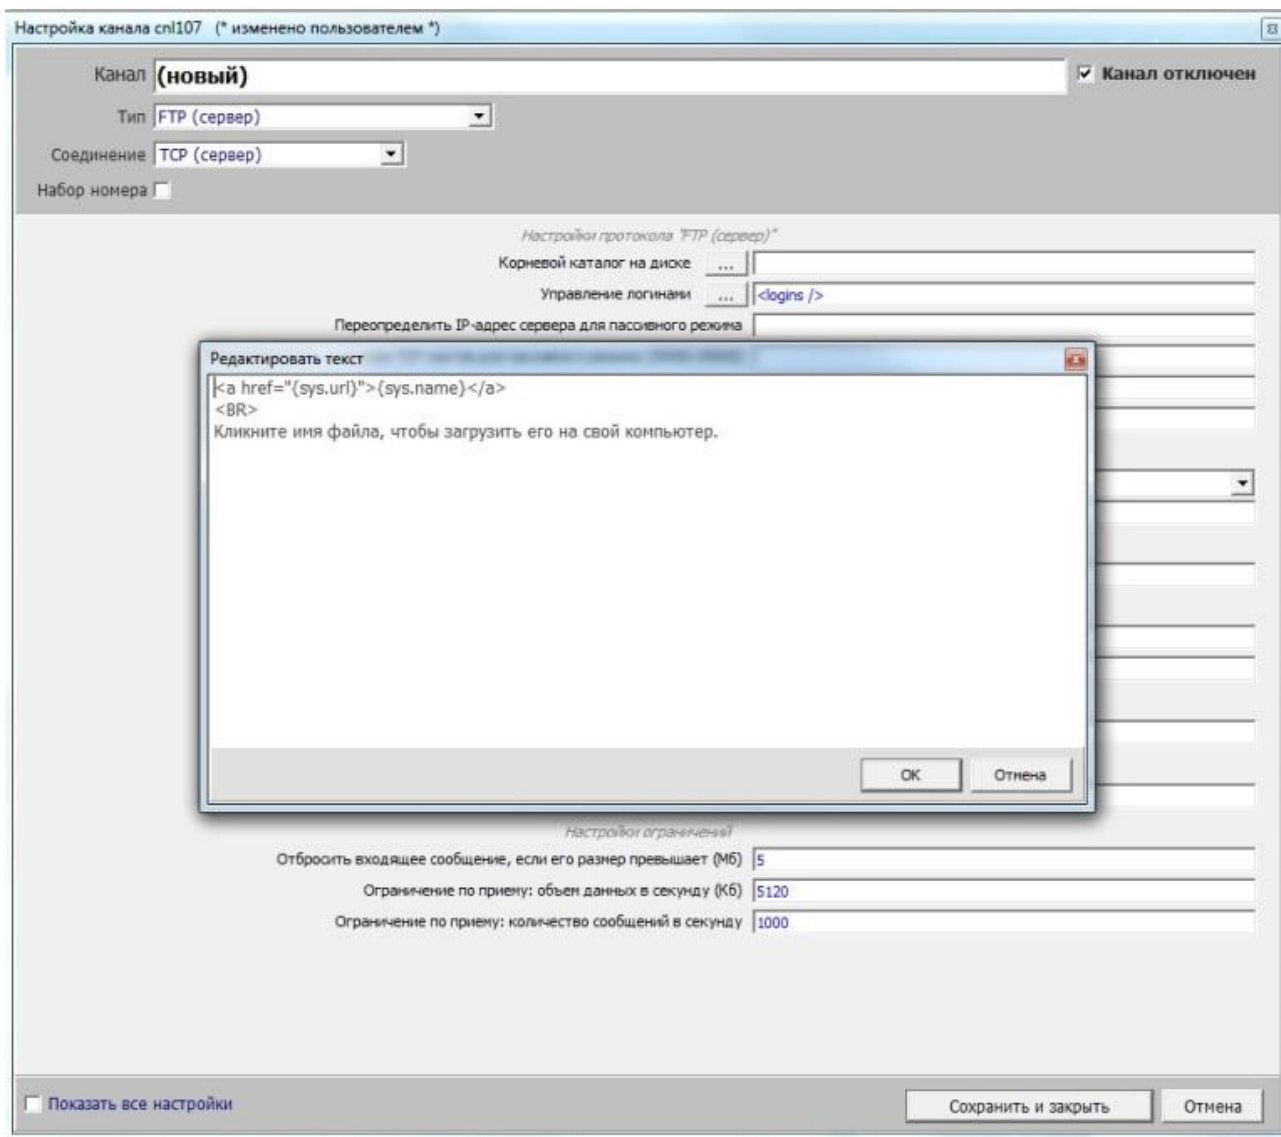 Настройка канала cnl107 (* изменено пользователем *)
Канал (новый) Канал отключен
Тип FTP (сервер)
Соединение TCP (сервер)
Набор номера
Настройки протокола "FTP (сервер)"
Корневой каталог на диске ...
Управление логинами ... <logins />
Переопределить IP-адрес сервера для пассивного режима
Редактировать текст
<a href="{sys.url}">{sys.name}</a>
<BR>
Кликните имя файла, чтобы загрузить его на свой компьютер.
OK Отмена
Настройки ограничений
Отбросить входящее сообщение, если его размер превышает (Мб) 5
Ограничение по приему: объем данных в секунду (Кб) 5120
Ограничение по приему: количество сообщений в секунду 1000
Показать все настройки Сохранить и закрыть Отмена